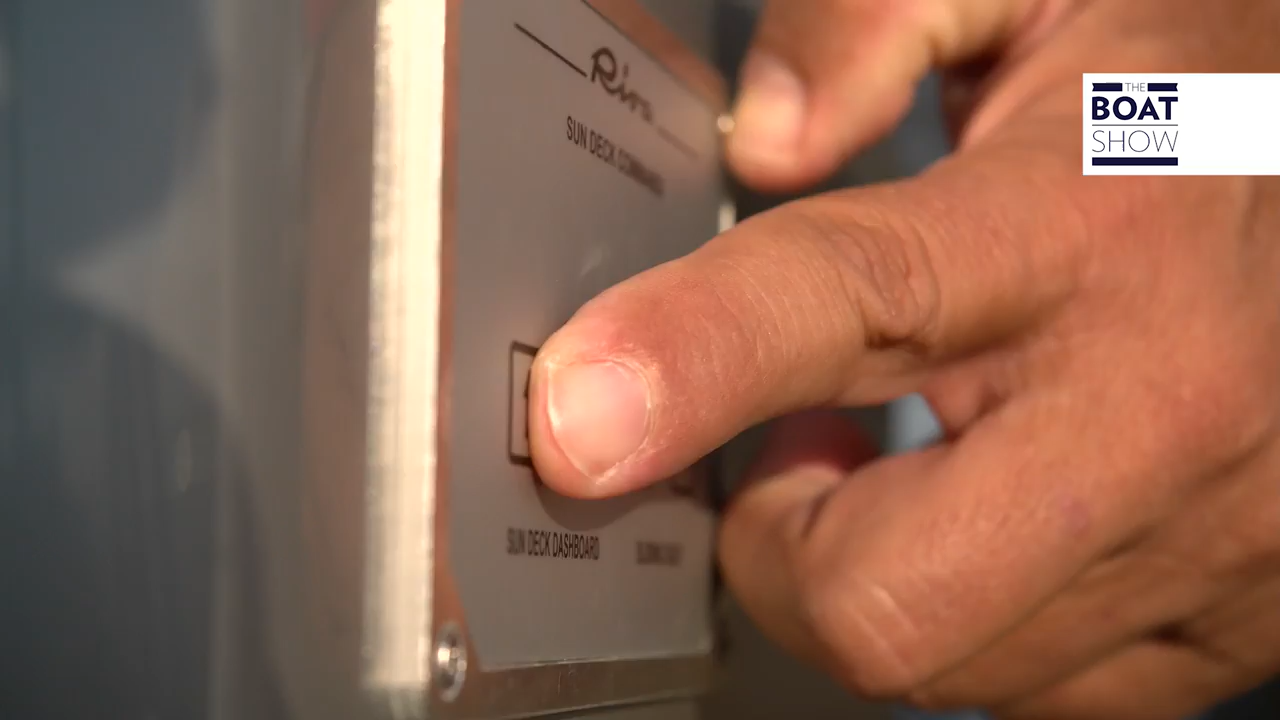 Riva
SUN DECK COMMANDS
SUN DECK DASHBOARD
THE
BOAT
SHOW